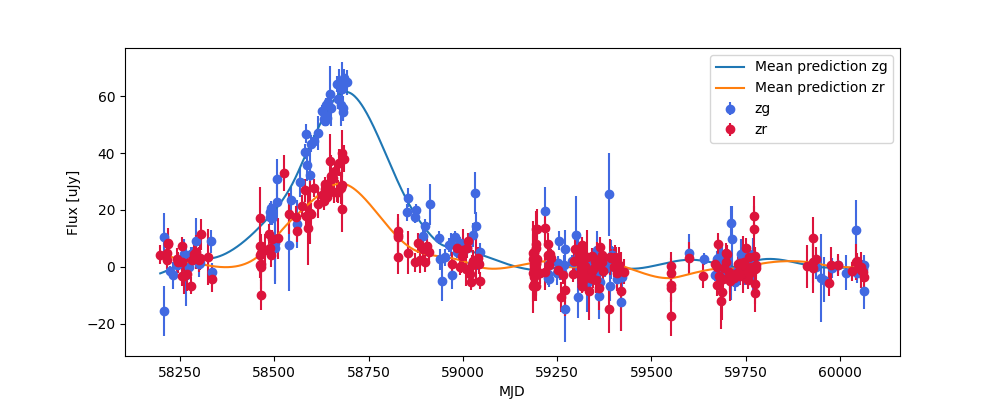 Mean prediction zg
Mean prediction zr
zg
zr
Flux [uJy]
60
40
20
0
−20
58250 58500 58750 59000 59250 59500 59750 60000
MJD